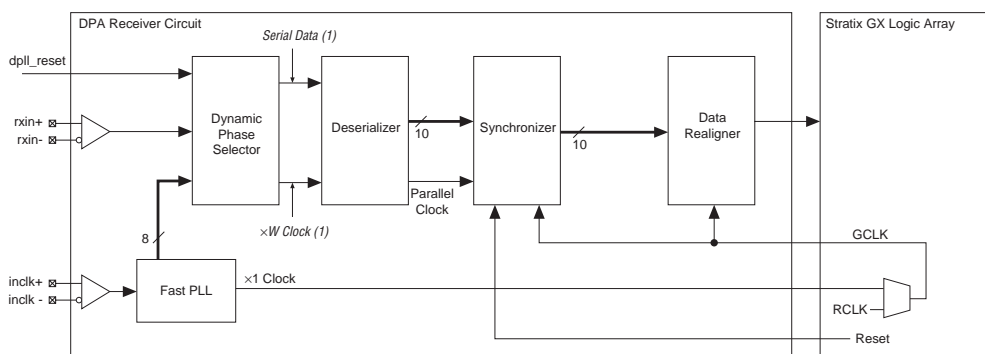 DPA Receiver Circuit
Stratix GX Logic Array
Serial Data (1)
dpll_reset
rxin+
rxin-
Dynamic
Phase
Selector
Deserializer
10
Synchronizer
10
Data
Realigner
Parallel
Clock
×W Clock (1)
8
GCLK
inclk+
inclk -
Fast PLL
×1 Clock
RCLK
Reset